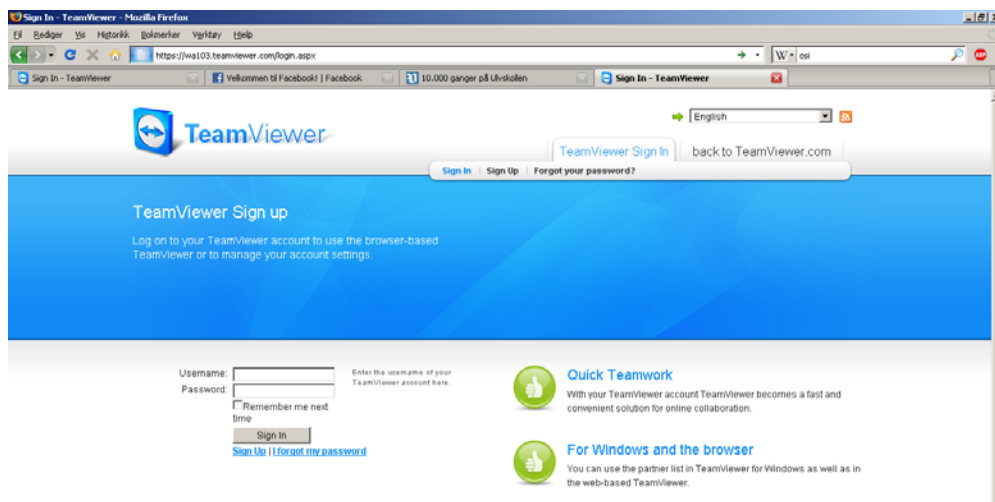 Sign In - TeamViewer - Mozilla Firefox
Fil Rediger Vis Historikk Bokmerker Verktøy Hjelp
https://wa103.teamviewer.com/login.aspx
W osi
ABP
Sign In - TeamViewer
Velkommen til Facebook! | Facebook
10.000 ganger på Ulvskollen
Sign In - TeamViewer
English
TeamViewer
TeamViewer Sign In back to TeamViewer.com
Sign In | Sign Up | Forgot your password?
TeamViewer Sign up
Log on to your TeamViewer account to use the browser-based
TeamViewer or to manage your account settings.
Username:
Password:
Remember me next
time
Sign In
Sign Up | I forgot my password
Enter the username of your
TeamViewer account here.
Quick Teamwork
With your TeamViewer account TeamViewer becomes a fast and
convenient solution for online collaboration.
For Windows and the browser
You can use the partner list in TeamViewer for Windows as well as in
the web-based TeamViewer.